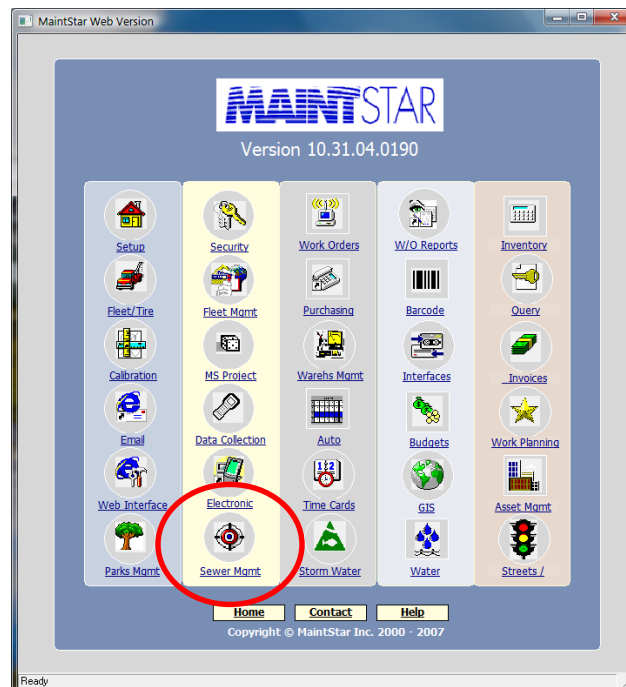 MaintStar Web Version
MAINTSTAR
Version 10.31.04.0190
Setup Security Work Orders W/O Reports Inventory
Fleet/Tire Fleet Mgmt Purchasing Barcode Query
Calibration MS Project Warehs Mgmt Interfaces Invoices
Email Data Collection Auto Budgets Work Planning
Web Interface Electronic Time Cards GIS Asset Mgmt
Parks Mgmt Sewer Mgmt Storm Water Water Streets /
Home Contact Help
Copyright © MaintStar Inc. 2000 - 2007
Ready